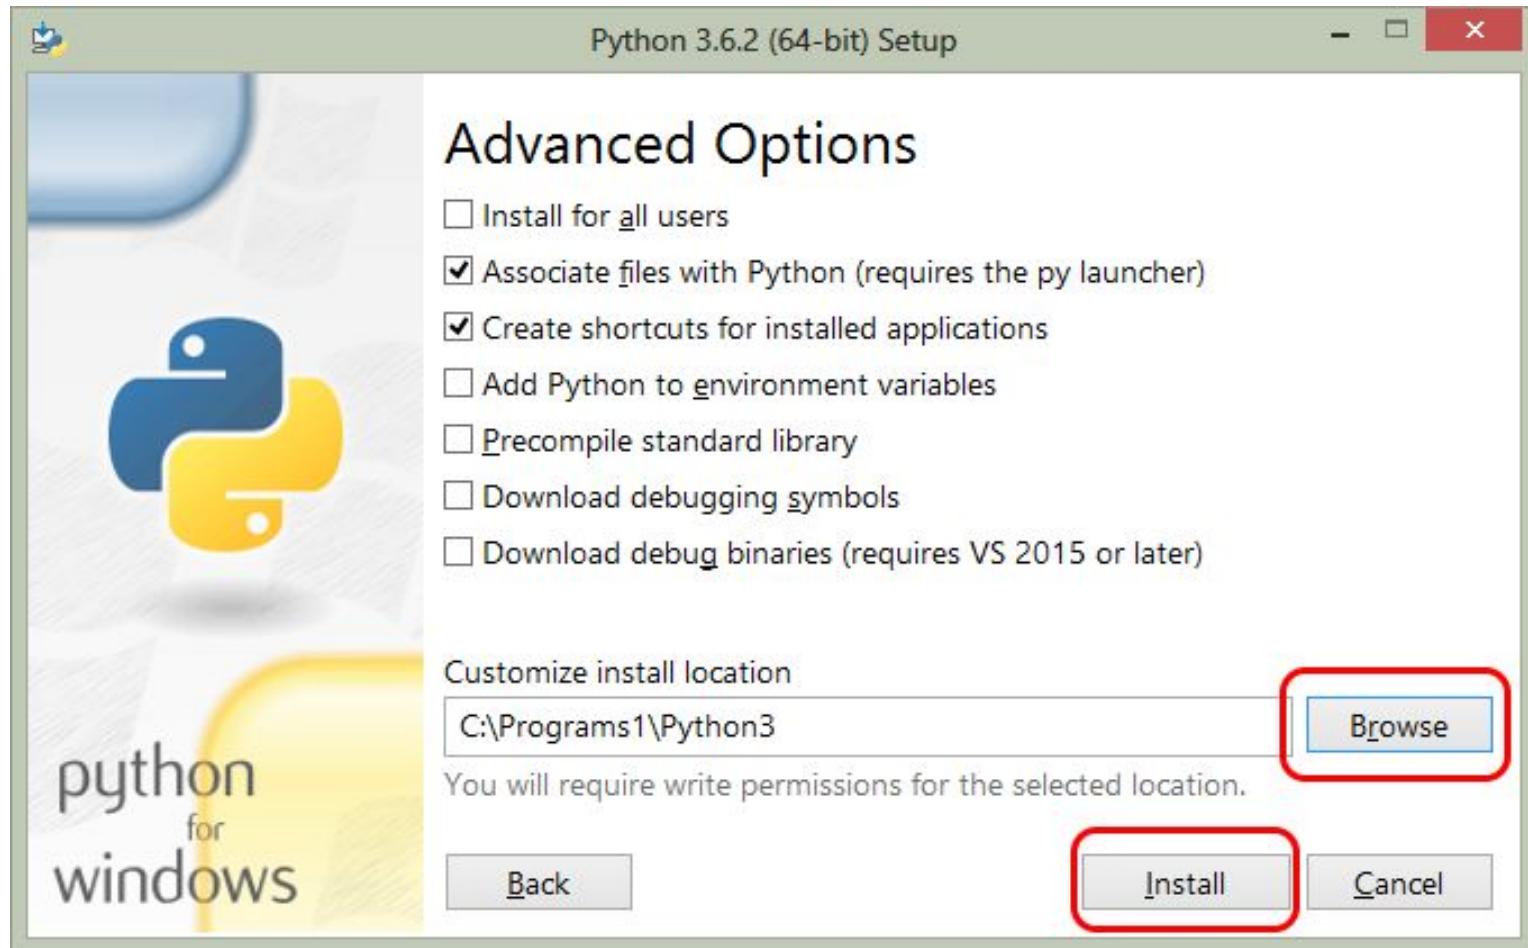 Python 3.6.2 (64-bit) Setup
Advanced Options
Install for all users
Associate files with Python (requires the py launcher)
Create shortcuts for installed applications
Add Python to environment variables
Precompile standard library
Download debugging symbols
Download debug binaries (requires VS 2015 or later)
Customize install location
C:\Programs1\Python3
Browse
You will require write permissions for the selected location.
python
for
windows
Back
Install
Cancel